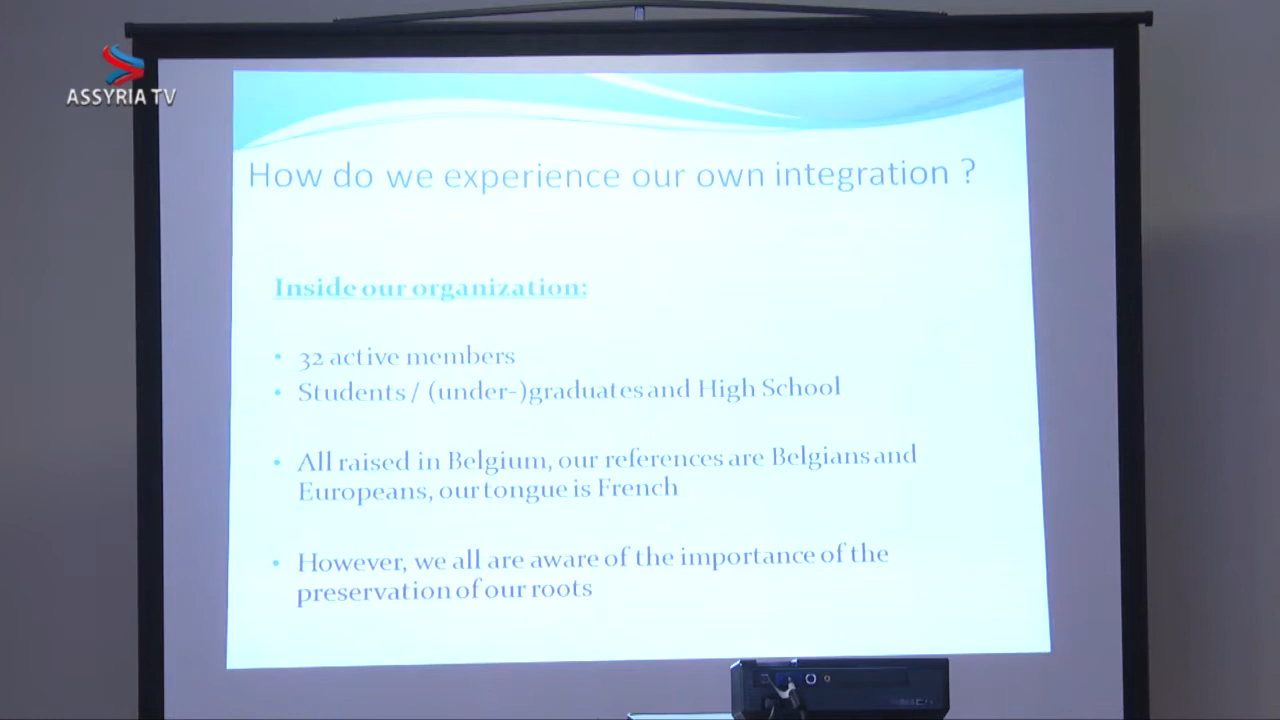 ASSYRIA TV
How do we experience our own integration ?
Inside our organization:
• 32 active members
• Students / (under-)graduates and High School
• All raised in Belgium, our references are Belgians and
Europeans, our tongue is French
• However, we all are aware of the importance of the
preservation of our roots